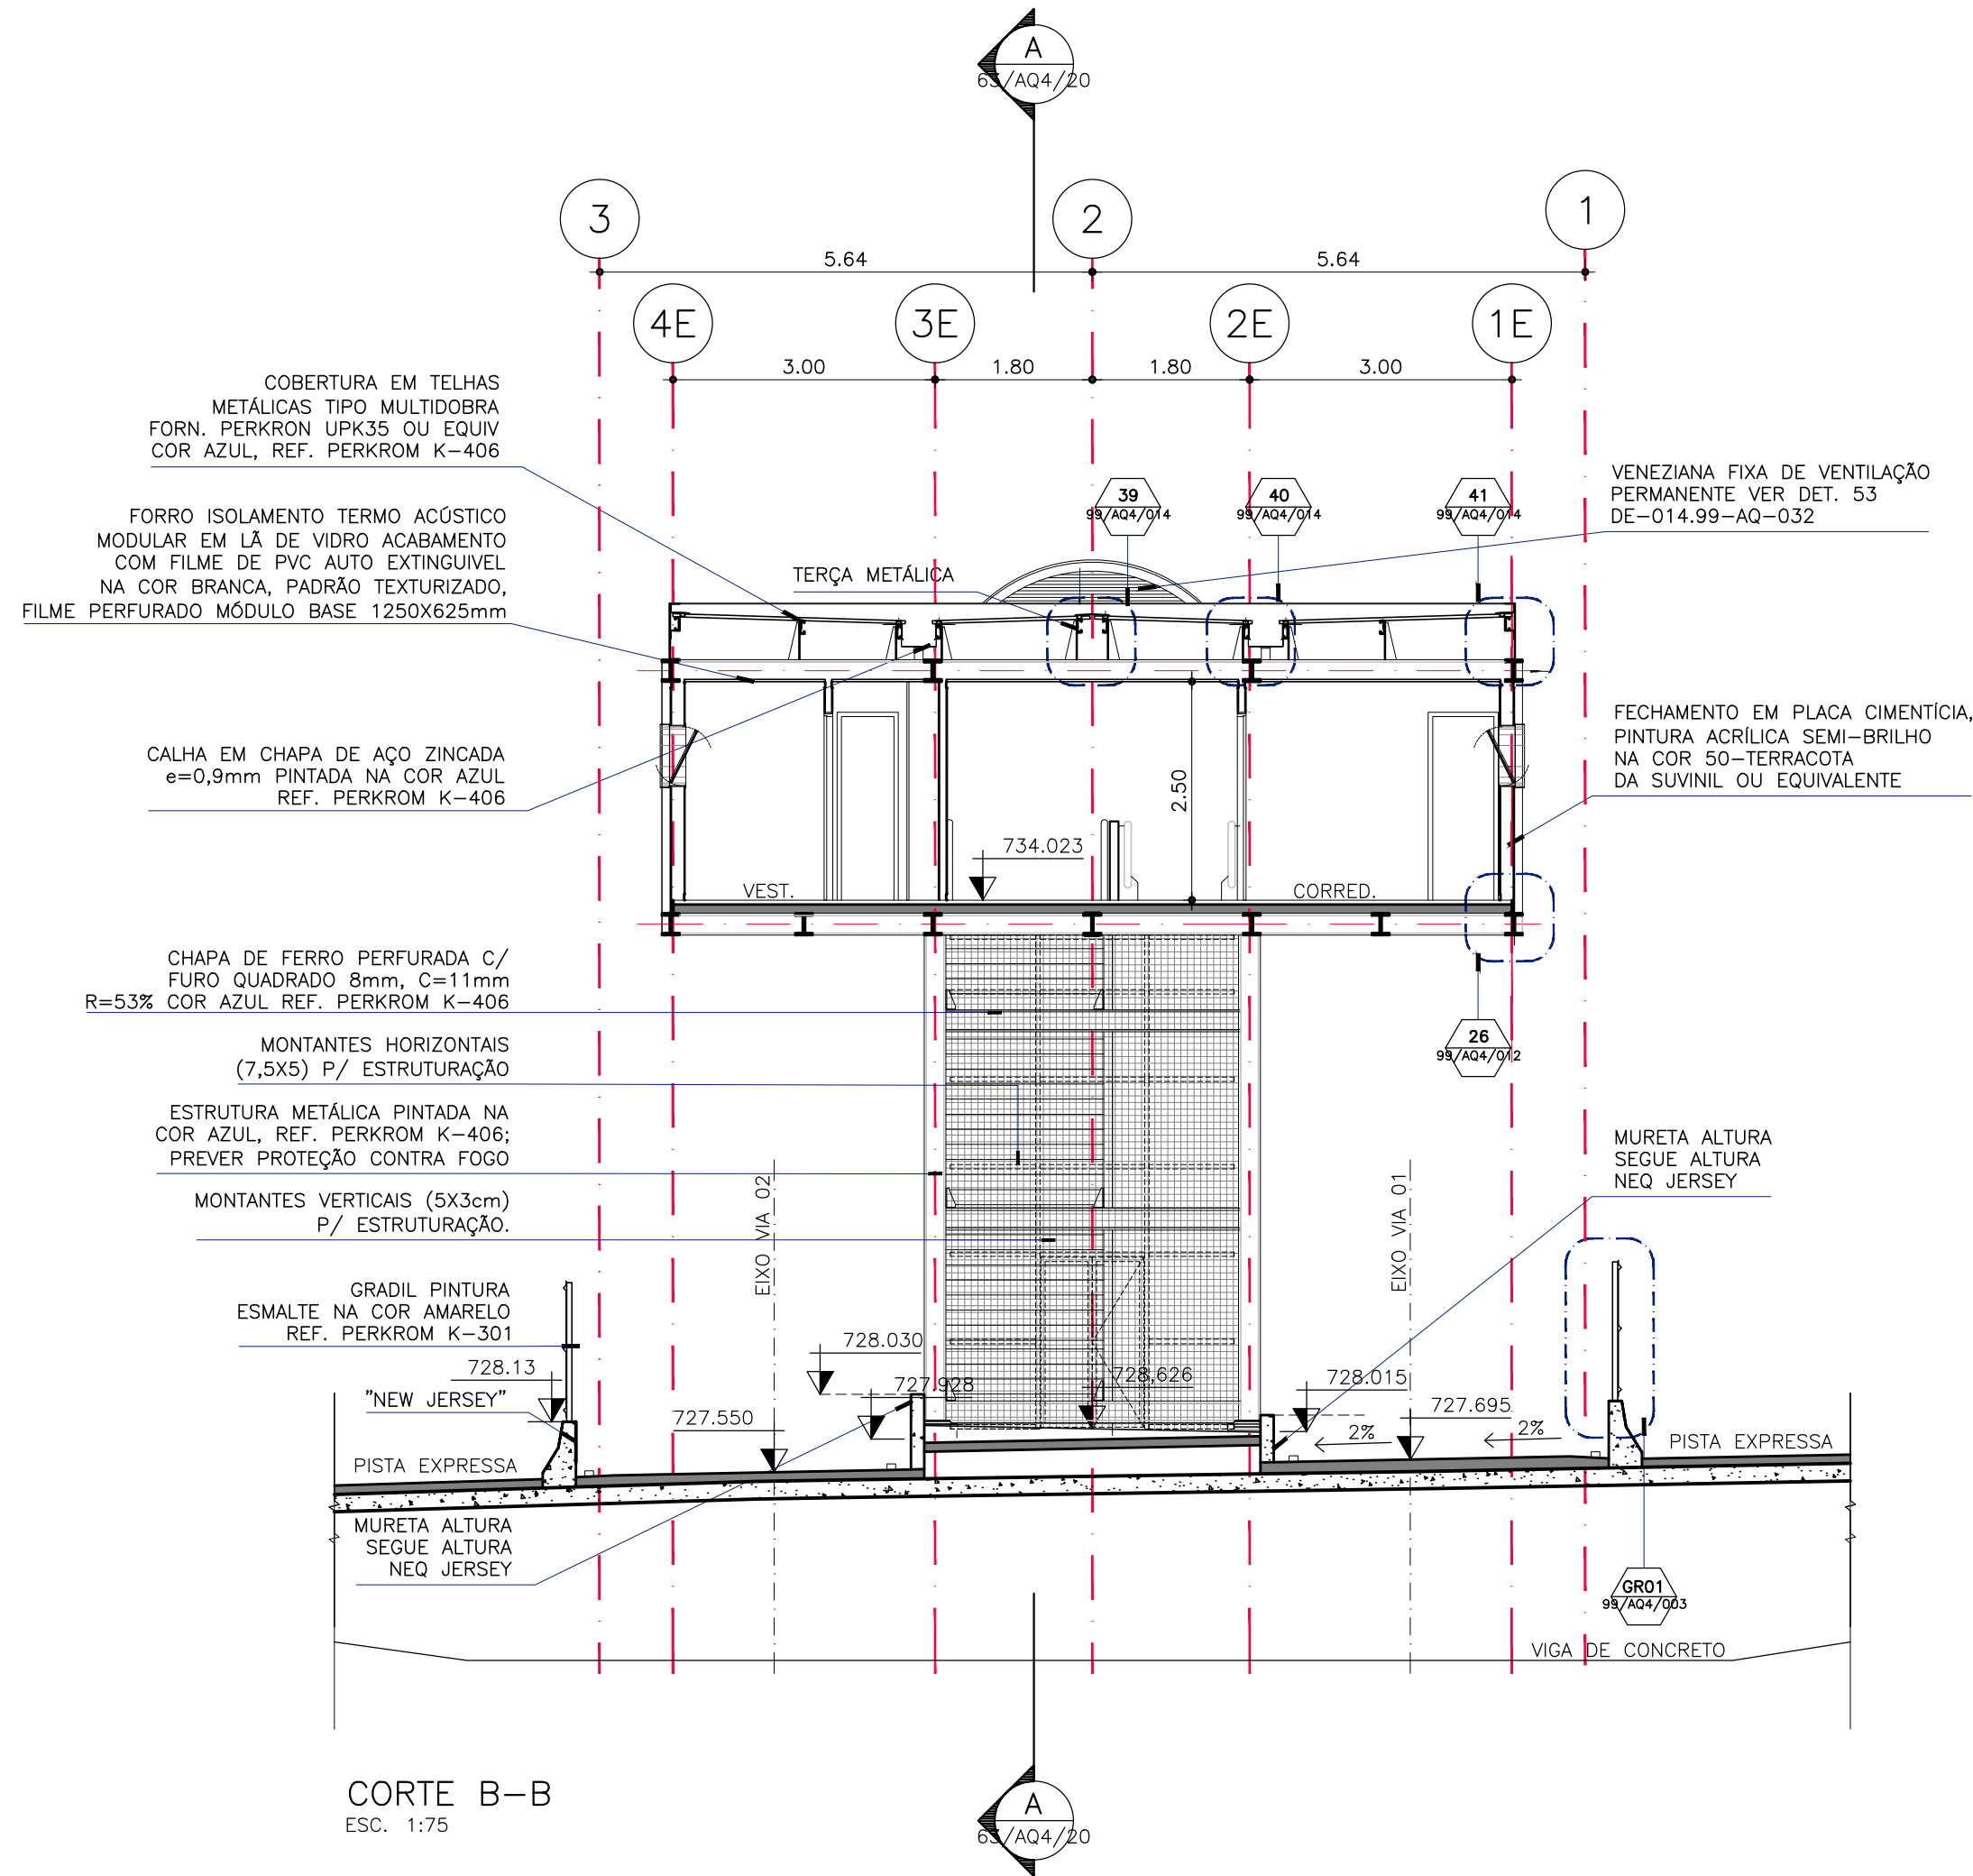 A
63/AQ4/20
3
2
1
5.64
5.64
4E
3E
2E
1E
3.00
1.80
1.80
3.00
COBERTURA EM TELHAS
METÁLICAS TIPO MULTIDOBRA
FORN. PERKRON UPK35 OU EQUIV
COR AZUL, REF. PERKROM K-406
FORRO ISOLAMENTO TERMO ACÚSTICO
MODULAR EM LÃ DE VIDRO ACABAMENTO
COM FILME DE PVC AUTO EXTINGUIVEL
NA COR BRANCA, PADRÃO TEXTURIZADO,
FILME PERFURADO MÓDULO BASE 1250X625mm
TERÇA METÁLICA
39
99/AQ4/014
40
99/AQ4/014
41
99/AQ4/014
VENEZIANA FIXA DE VENTILAÇÃO
PERMANENTE VER DET. 53
DE-014.99-AQ-032
CALHA EM CHAPA DE AÇO ZINCADA
e=0,9mm PINTADA NA COR AZUL
REF. PERKROM K-406
FECHAMENTO EM PLACA CIMENTÍCIA,
PINTURA ACRÍLICA SEMI-BRILHO
NA COR 50-TERRACOTA
DA SUVINIL OU EQUIVALENTE
2.50
734.023
VEST.
CORRED.
CHAPA DE FERRO PERFURADA C/
FURO QUADRADO 8mm, C=11mm
R=53% COR AZUL REF. PERKROM K-406
MONTANTES HORIZONTAIS
(7,5X5) P/ ESTRUTURAÇÃO
26
99/AQ4/012
ESTRUTURA METÁLICA PINTADA NA
COR AZUL, REF. PERKROM K-406;
PREVER PROTEÇÃO CONTRA FOGO
MURETA ALTURA
SEGUE ALTURA
NEQ JERSEY
MONTANTES VERTICAIS (5X3cm)
P/ ESTRUTURAÇÃO.
EIXO VIA 02
EIXO VIA 01
GRADIL PINTURA
ESMALTE NA COR AMARELO
REF. PERKROM K-301
728.13
728.030
727.928
728,626
728.015
"NEW JERSEY"
727.550
727.695
2%
2%
PISTA EXPRESSA
PISTA EXPRESSA
MURETA ALTURA
SEGUE ALTURA
NEQ JERSEY
GR01
99/AQ4/003
VIGA DE CONCRETO
CORTE B-B
ESC. 1:75
A
63/AQ4/20